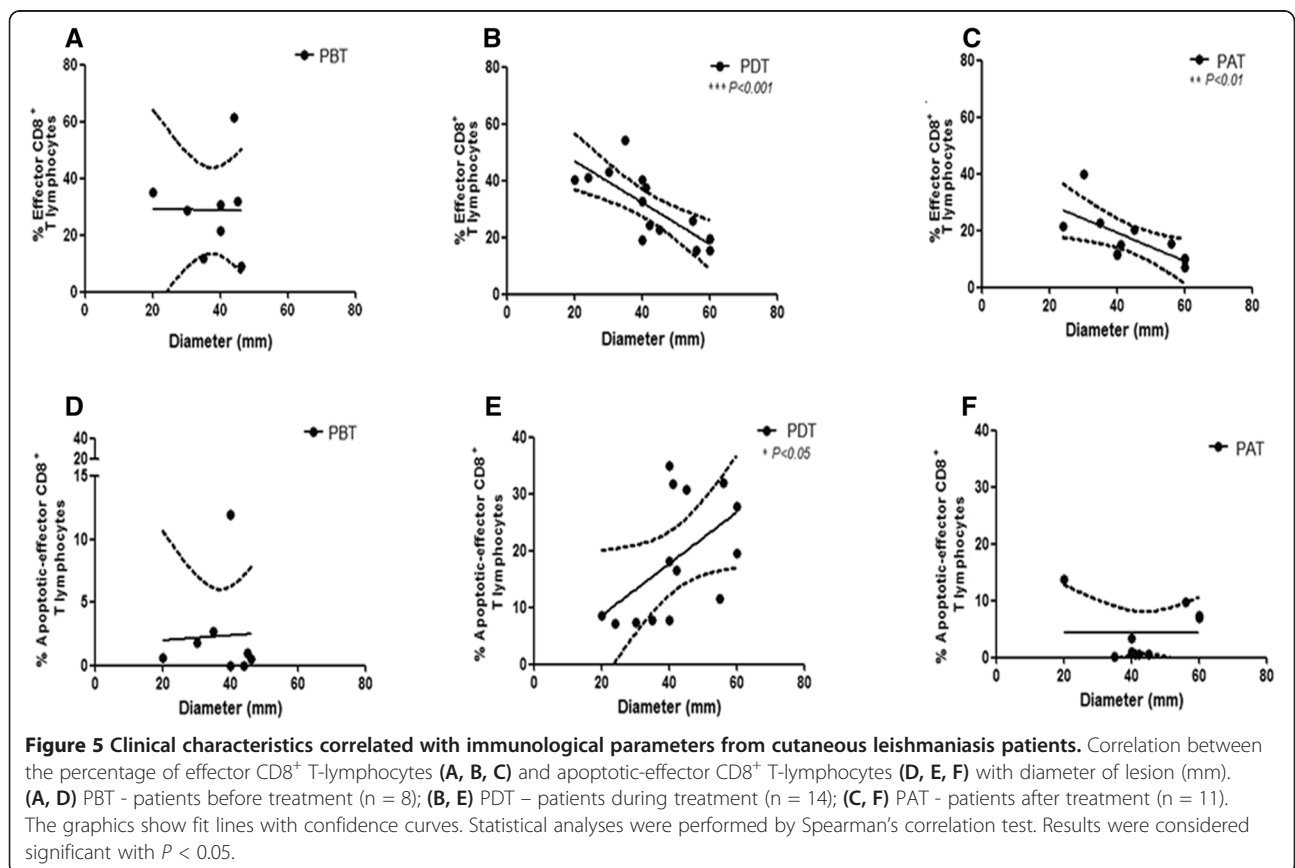 A
PBT
80
60
40
20
0
% Effector CD8⁺
T lymphocytes
0 20 40 60 80
Diameter (mm)
B
PDT
*** P<0.001
80
60
40
20
0
% Effector CD8⁺
T lymphocytes
0 20 40 60 80
Diameter (mm)
C
PAT
** P<0.01
80
60
40
20
0
% Effector CD8⁺
T lymphocytes
0 20 40 60 80
Diameter (mm)
D
PBT
40
20
15
10
5
0
% Apoptotic-effector CD8⁺
T lymphocytes
0 20 40 60 80
Diameter (mm)
E
PDT
* P<0.05
40
30
20
10
0
% Apoptotic-effector CD8⁺
T lymphocytes
0 20 40 60 80
Diameter (mm)
F
PAT
40
30
20
10
0
% Apoptotic-effector CD8⁺
T lymphocytes
0 20 40 60 80
Diameter (mm)
Figure 5 Clinical characteristics correlated with immunological parameters from cutaneous leishmaniasis patients. Correlation between
the percentage of effector CD8⁺ T-lymphocytes (A, B, C) and apoptotic-effector CD8⁺ T-lymphocytes (D, E, F) with diameter of lesion (mm).
(A, D) PBT - patients before treatment (n = 8); (B, E) PDT – patients during treatment (n = 14); (C, F) PAT - patients after treatment (n = 11).
The graphics show fit lines with confidence curves. Statistical analyses were performed by Spearman's correlation test. Results were considered
significant with P < 0.05.